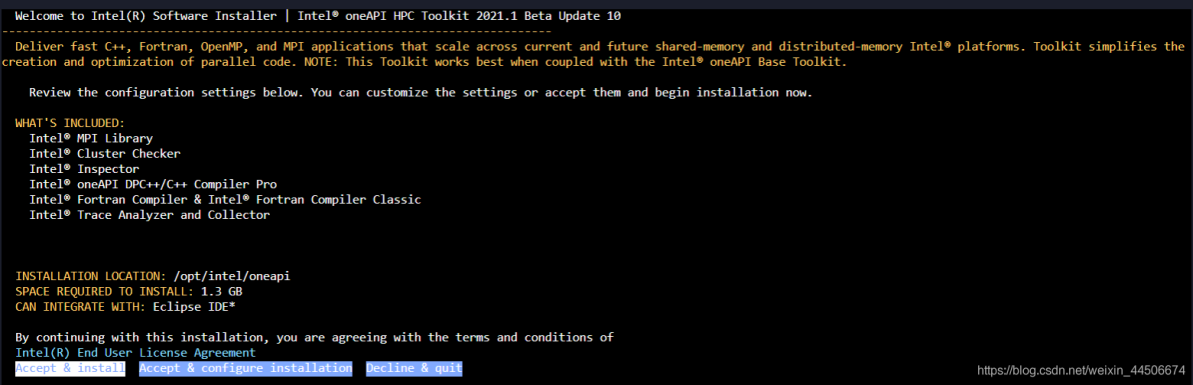 Welcome to Intel(R) Software Installer | Intel® oneAPI HPC Toolkit 2021.1 Beta Update 10
--------------------------------------------------------------------------------
Deliver fast C++, Fortran, OpenMP, and MPI applications that scale across current and future shared-memory and distributed-memory Intel® platforms. Toolkit simplifies the
creation and optimization of parallel code. NOTE: This Toolkit works best when coupled with the Intel® oneAPI Base Toolkit.
Review the configuration settings below. You can customize the settings or accept them and begin installation now.
WHAT'S INCLUDED:
Intel® MPI Library
Intel® Cluster Checker
Intel® Inspector
Intel® oneAPI DPC++/C++ Compiler Pro
Intel® Fortran Compiler & Intel® Fortran Compiler Classic
Intel® Trace Analyzer and Collector
INSTALLATION LOCATION: /opt/intel/oneapi
SPACE REQUIRED TO INSTALL: 1.3 GB
CAN INTEGRATE WITH: Eclipse IDE*
By continuing with this installation, you are agreeing with the terms and conditions of
Intel(R) End User License Agreement
Accept & install Accept & configure installation Decline & quit
https://blog.csdn.net/weixin_44506674